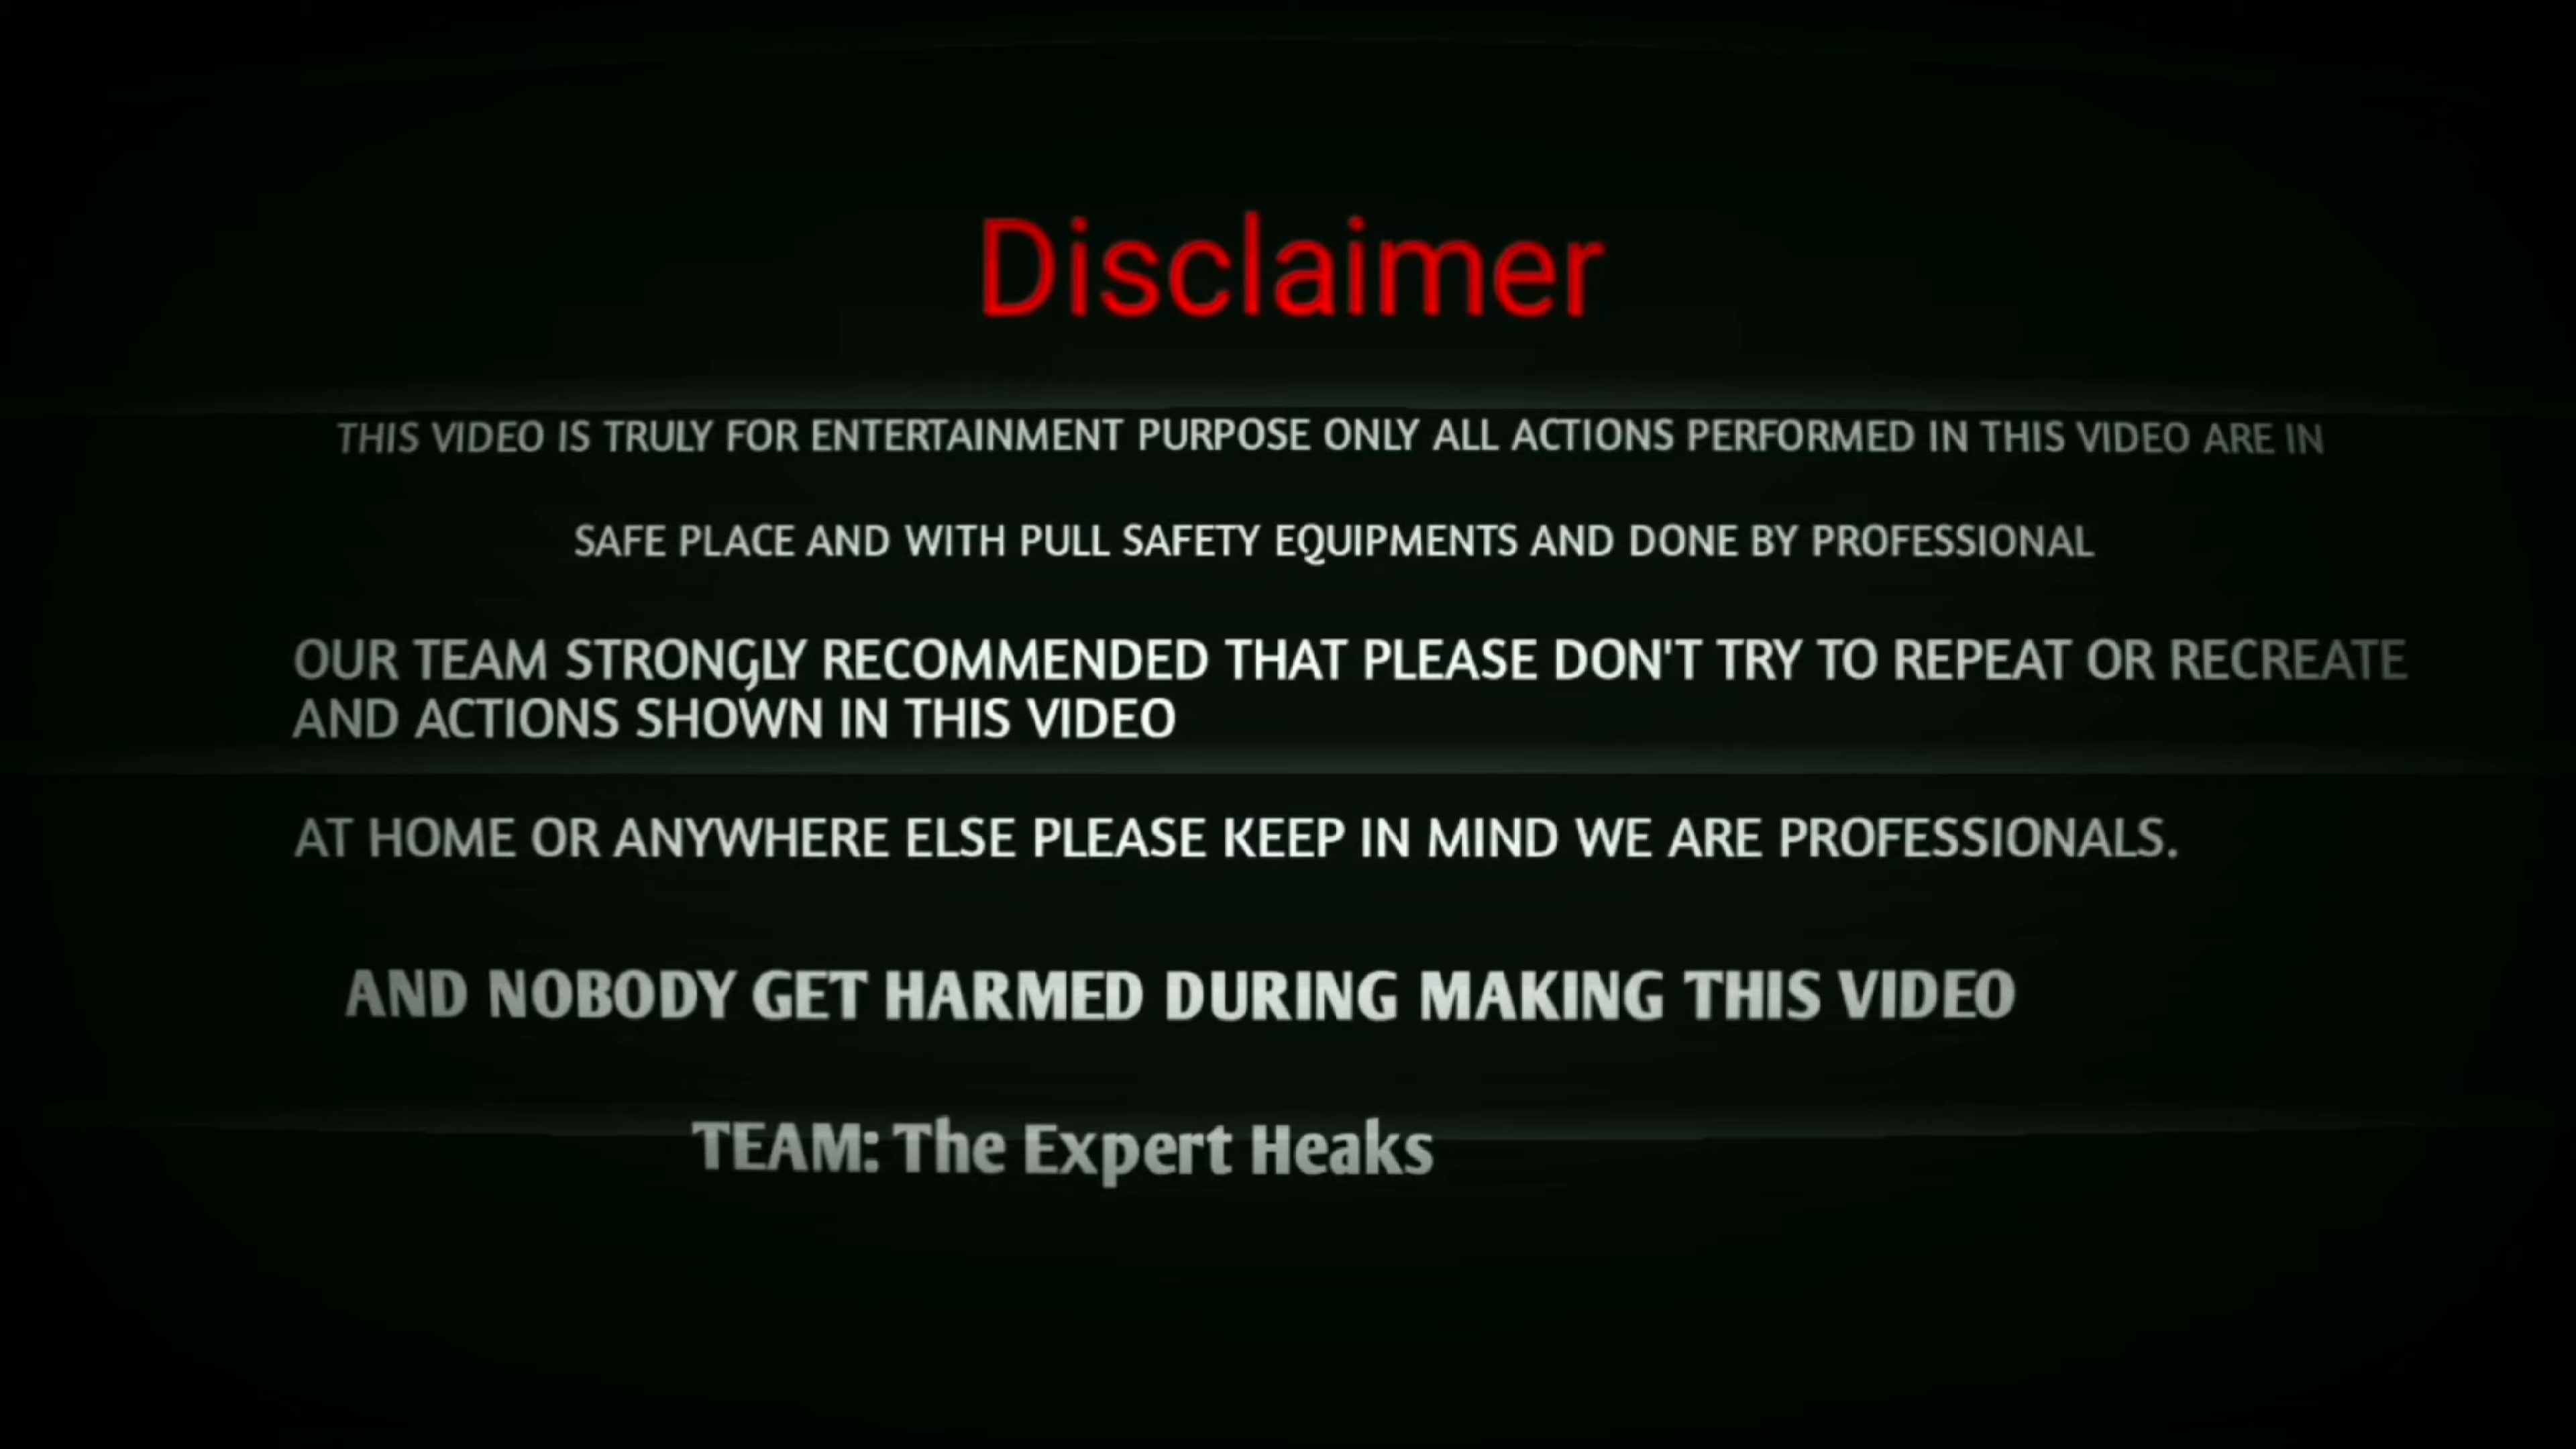 Disclaimer
THIS VIDEO IS TRULY FOR ENTERTAINMENT PURPOSE ONLY ALL ACTIONS PERFORMED IN THIS VIDEO ARE IN
SAFE PLACE AND WITH PULL SAFETY EQUIPMENTS AND DONE BY PROFESSIONAL
OUR TEAM STRONGLY RECOMMENDED THAT PLEASE DON'T TRY TO REPEAT OR RECREATE
AND ACTIONS SHOWN IN THIS VIDEO
AT HOME OR ANYWHERE ELSE PLEASE KEEP IN MIND WE ARE PROFESSIONALS.
AND NOBODY GET HARMED DURING MAKING THIS VIDEO
TEAM: The Expert Heaks